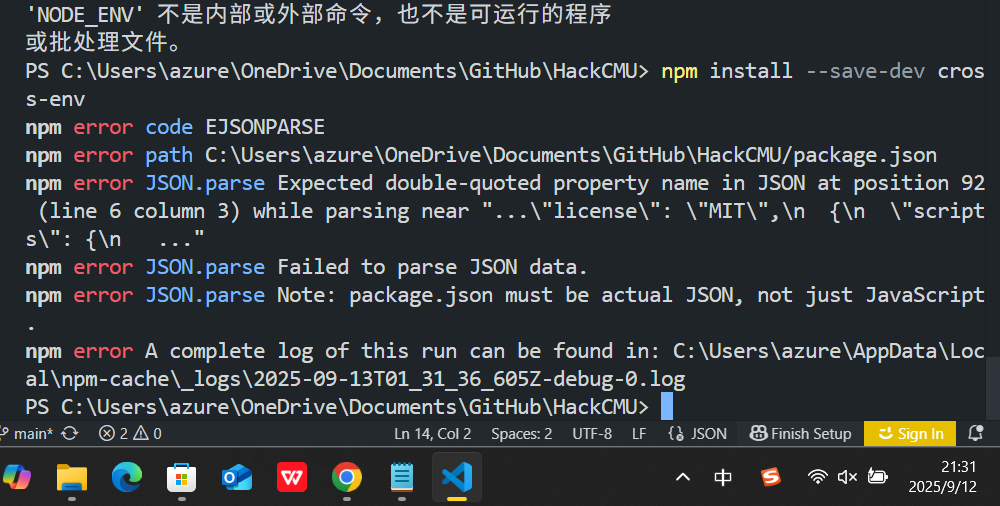 'NODE_ENV' 不是内部或外部命令，也不是可运行的程序
或批处理文件。
PS C:\Users\azure\OneDrive\Documents\GitHub\HackCMU> npm install --save-dev cros
s-env
npm error code EJSONPARSE
npm error path C:\Users\azure\OneDrive\Documents\GitHub\HackCMU/package.json
npm error JSON.parse Expected double-quoted property name in JSON at position 92
 (line 6 column 3) while parsing near "...\"license\": \"MIT\",\n  {\n  \"script
s\": {\n   ..."
npm error JSON.parse Failed to parse JSON data.
npm error JSON.parse Note: package.json must be actual JSON, not just JavaScript
.
npm error A complete log of this run can be found in: C:\Users\azure\AppData\Loc
al\npm-cache\_logs\2025-09-13T01_31_36_605Z-debug-0.log
PS C:\Users\azure\OneDrive\Documents\GitHub\HackCMU>
main* 2 0 Ln 14, Col 2 Spaces: 2 UTF-8 LF {} JSON Finish Setup Sign In
中 21:31
2025/9/12